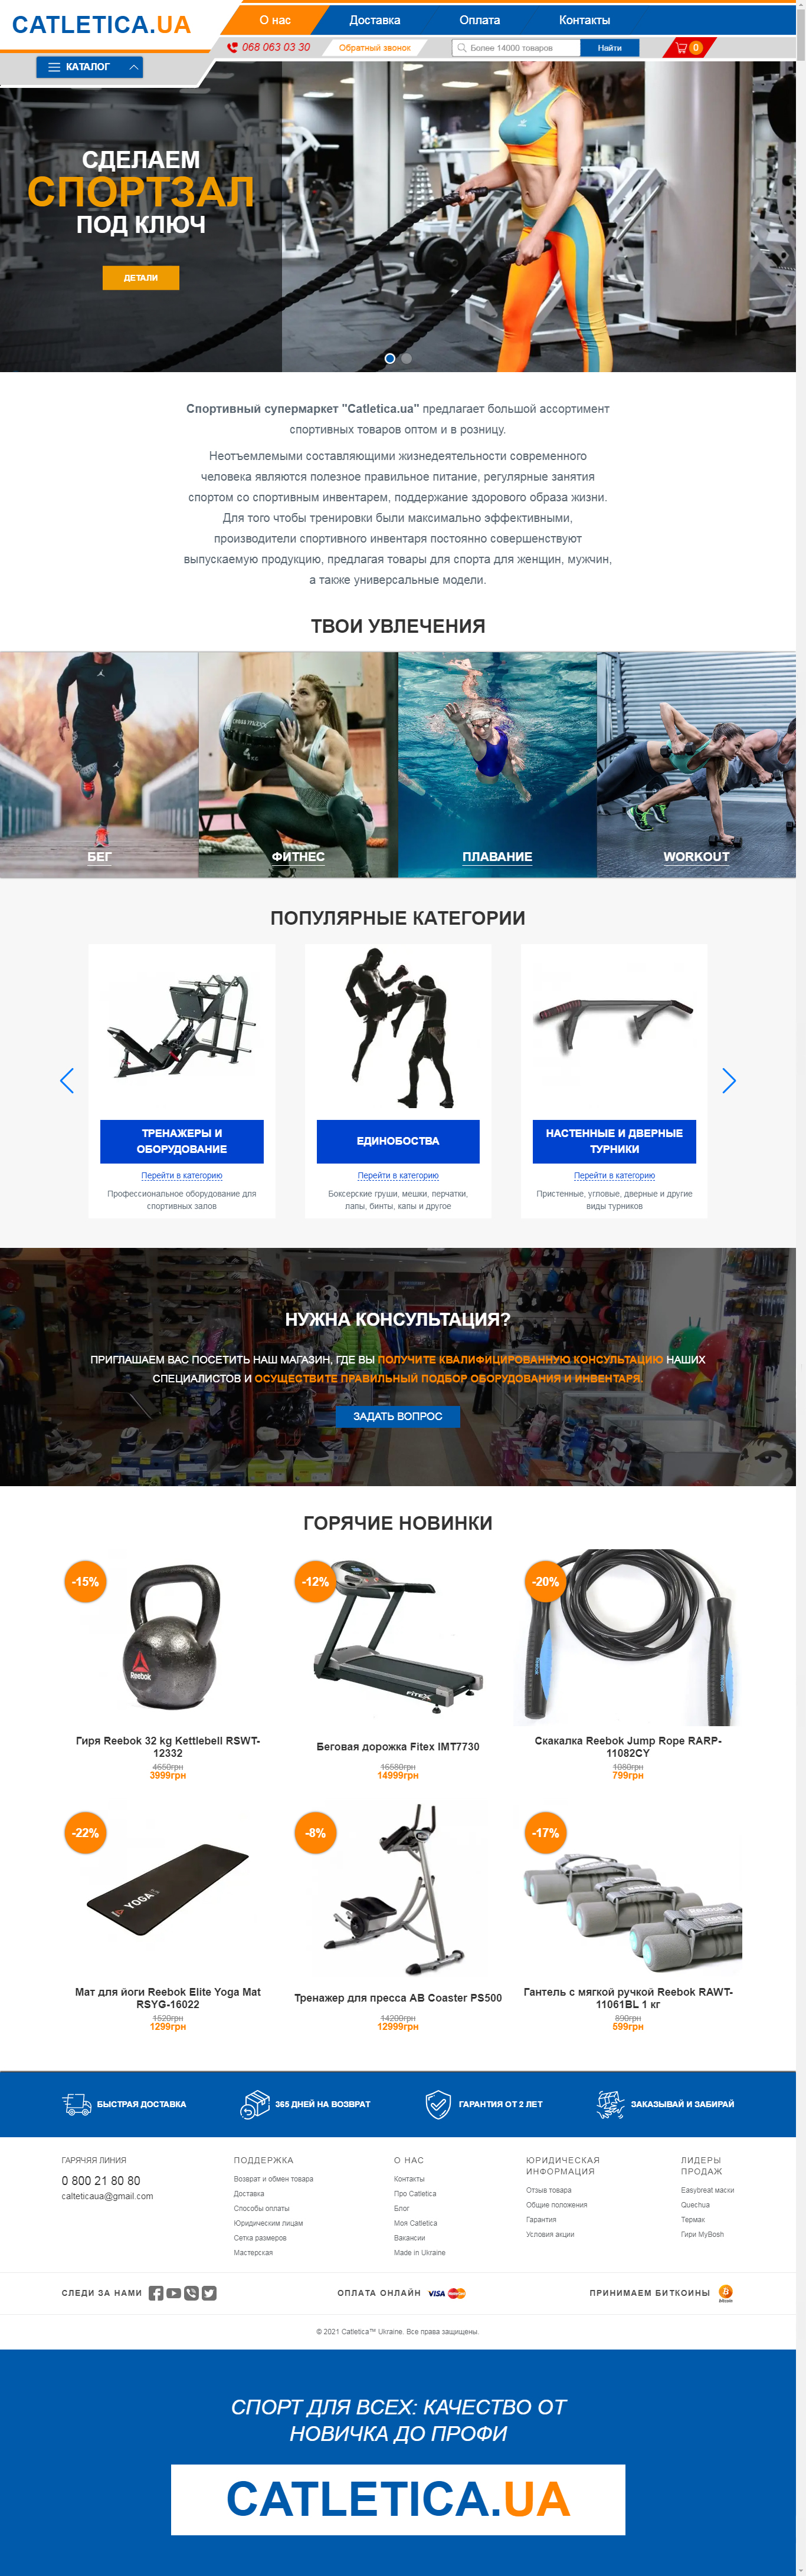 CATLETICA.UA
О нас
Доставка
Оплата
Контакты
068 063 03 30
Обратный звонок
Более 14000 товаров
Найти
0
КАТАЛОГ
СДЕЛАЕМ
СПОРТЗАЛ
ПОД КЛЮЧ
ДЕТАЛИ
Спортивный супермаркет "Catletica.ua" предлагает большой ассортимент
спортивных товаров оптом и в розницу.
Неотъемлемыми составляющими жизнедеятельности современного
человека являются полезное правильное питание, регулярные занятия
спортом со спортивным инвентарем, поддержание здорового образа жизни.
Для того чтобы тренировки были максимально эффективными,
производители спортивного инвентаря постоянно совершенствуют
выпускаемую продукцию, предлагая товары для спорта для женщин, мужчин,
а также универсальные модели.
ТВОИ УВЛЕЧЕНИЯ
4
KG
БЕГ
ФИТНЕС
ПЛАВАНИЕ
WORKOUT
ПОПУЛЯРНЫЕ КАТЕГОРИИ
ТРЕНАЖЕРЫ И
ОБОРУДОВАНИЕ
Перейти в категорию
Профессиональное оборудование для
спортивных залов
ЕДИНОБОСТВА
Перейти в категорию
Боксерские груши, мешки, перчатки,
лапы, бинты, капы и другое
НАСТЕННЫЕ И ДВЕРНЫЕ
ТУРНИКИ
Перейти в категорию
Пристенные, угловые, дверные и другие
виды турников
НУЖНА КОНСУЛЬТАЦИЯ?
ПРИГЛАШАЕМ ВАС ПОСЕТИТЬ НАШ МАГАЗИН, ГДЕ ВЫ ПОЛУЧИТЕ КВАЛИФИЦИРОВАННУЮ КОНСУЛЬТАЦИЮ НАШИХ
СПЕЦИАЛИСТОВ И ОСУЩЕСТВИТЕ ПРАВИЛЬНЫЙ ПОДБОР ОБОРУДОВАНИЯ И ИНВЕНТАРЯ.
ЗАДАТЬ ВОПРОС
ГОРЯЧИЕ НОВИНКИ
-15%
Reebok
Гиря Reebok 32 kg Kettlebell RSWT-
12332
4650грн
3999грн
-12%
FITEX
Беговая дорожка Fitex IMT7730
16580грн
14999грн
-20%
Reebok
Скакалка Reebok Jump Rope RARP-
11082CY
1080грн
799грн
-22%
YOGA
Мат для йоги Reebok Elite Yoga Mat
RSYG-16022
1520грн
1299грн
-8%
Тренажер для пресса AB Coaster PS500
14200грн
12999грн
-17%
Reebok
Reebok
Гантель с мягкой ручкой Reebok RAWT-
11061BL 1 кг
890грн
599грн
БЫСТРАЯ ДОСТАВКА
365 ДНЕЙ НА ВОЗВРАТ
ГАРАНТИЯ ОТ 2 ЛЕТ
ЗАКАЗЫВАЙ И ЗАБИРАЙ
ГАРЯЧЯЯ ЛИНИЯ
0 800 21 80 80
calteticaua@gmail.com
ПОДДЕРЖКА
Возврат и обмен товара
Доставка
Способы оплаты
Юридическим лицам
Сетка размеров
Мастерская
О НАС
Контакты
Про Catletica
Блог
Моя Catletica
Вакансии
Made in Ukraine
ЮРИДИЧЕСКАЯ
ИНФОРМАЦИЯ
Отзыв товара
Общие положения
Гарантия
Условия акции
ЛИДЕРЫ
ПРОДАЖ
Easybreat маски
Quechua
Термак
Гири MyBosh
СЛЕДИ ЗА НАМИ
ОПЛАТА ОНЛАЙН
VISA
ПРИНИМАЕМ БИТКОИНЫ
bitcoin
© 2021 Catletica™ Ukraine. Все права защищены.
СПОРТ ДЛЯ ВСЕХ: КАЧЕСТВО ОТ
НОВИЧКА ДО ПРОФИ
CATLETICA.UA